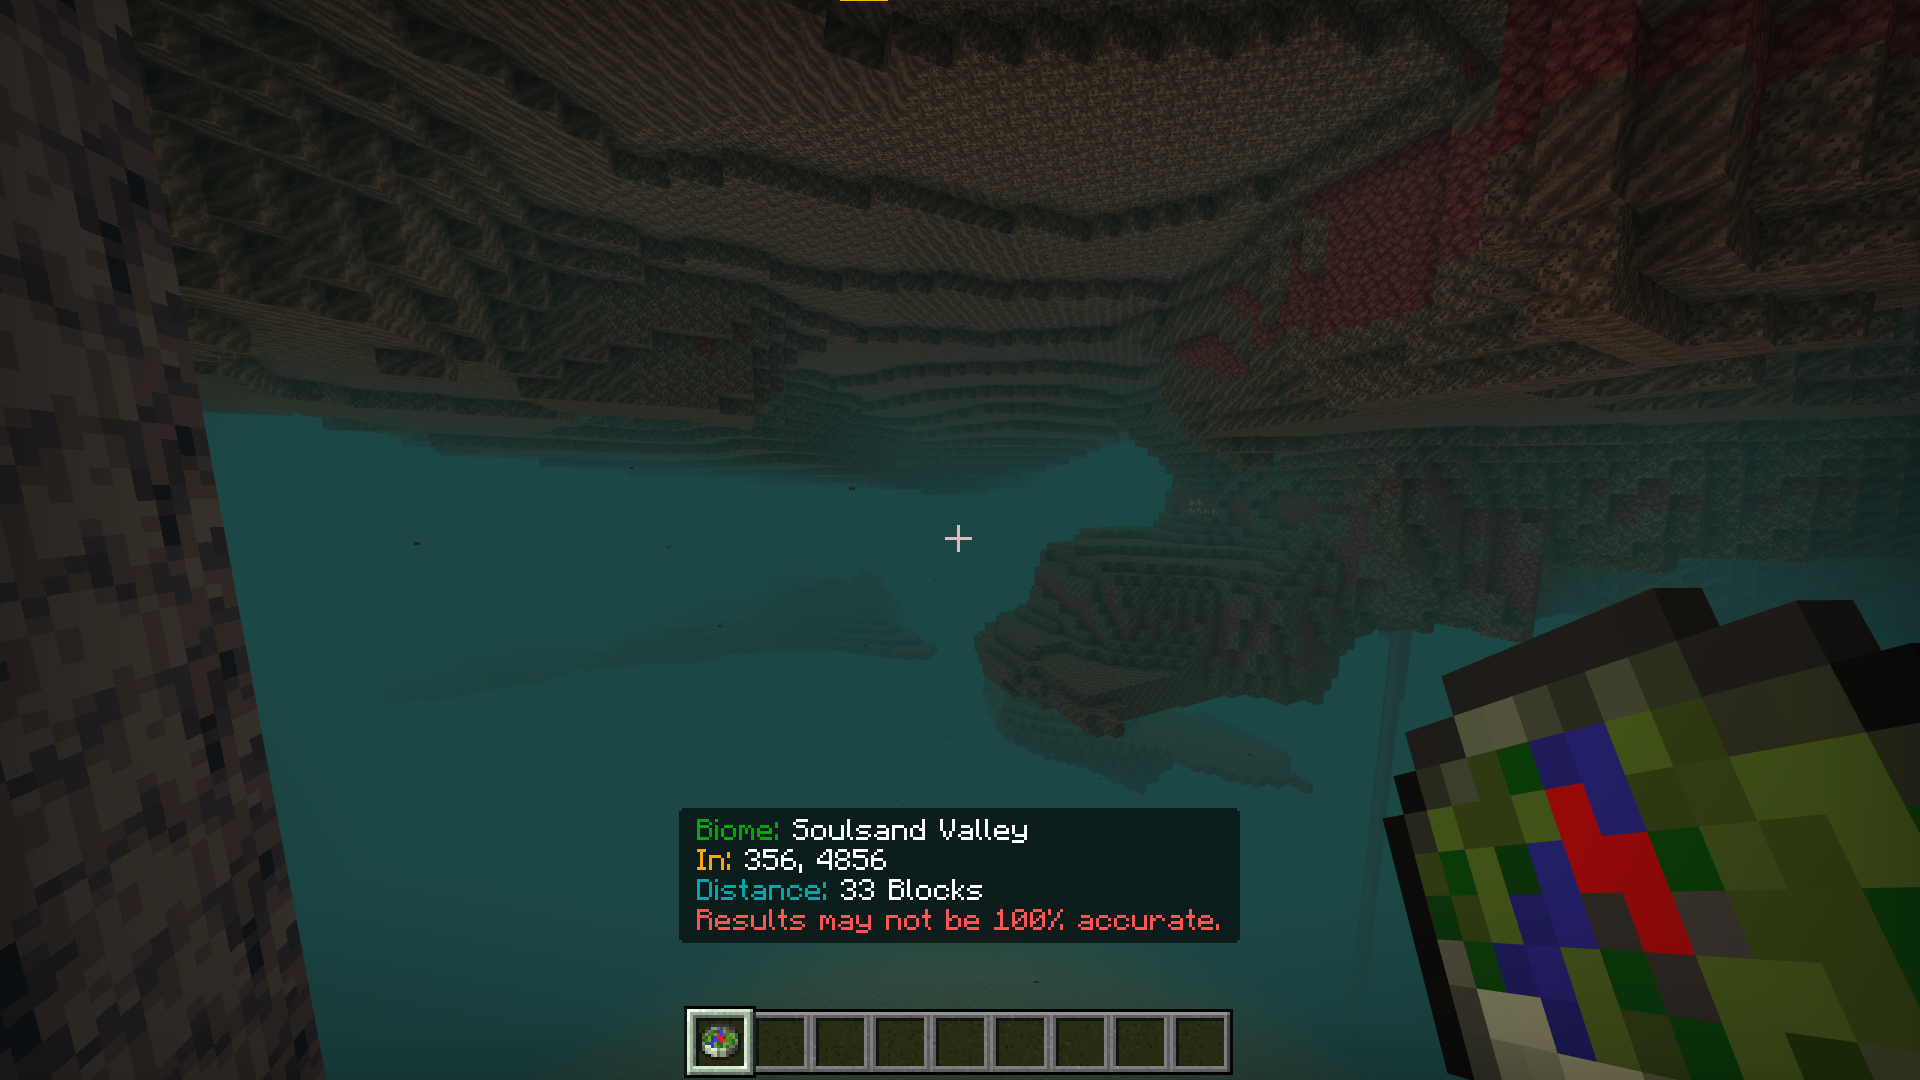 Biome: Soulsand Valley
In: 356, 4856
Distance: 33 Blocks
Results may not be 100% accurate.